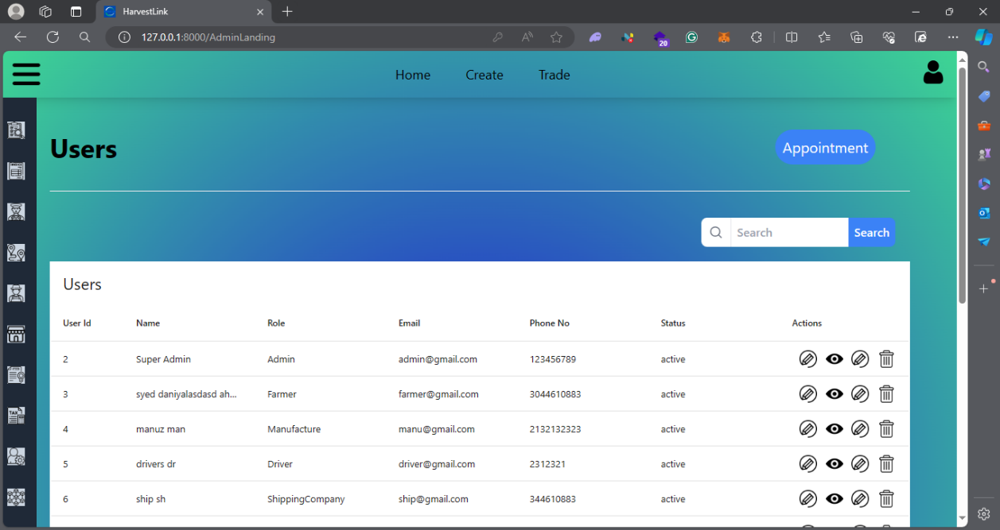 HarvestLink
127.0.0.1:8000/AdminLanding
20
Home Create Trade
Users
Appointment
Search Search
Users
User Id Name Role Email Phone No Status Actions
2 Super Admin Admin admin@gmail.com 123456789 active
3 syed daniyalasdasd ah... Farmer farmer@gmail.com 3044610883 active
4 manuz man Manufacture manu@gmail.com 2132132323 active
5 drivers dr Driver driver@gmail.com 2312321 active
6 ship sh ShippingCompany ship@gmail.com 344610883 active
TAX